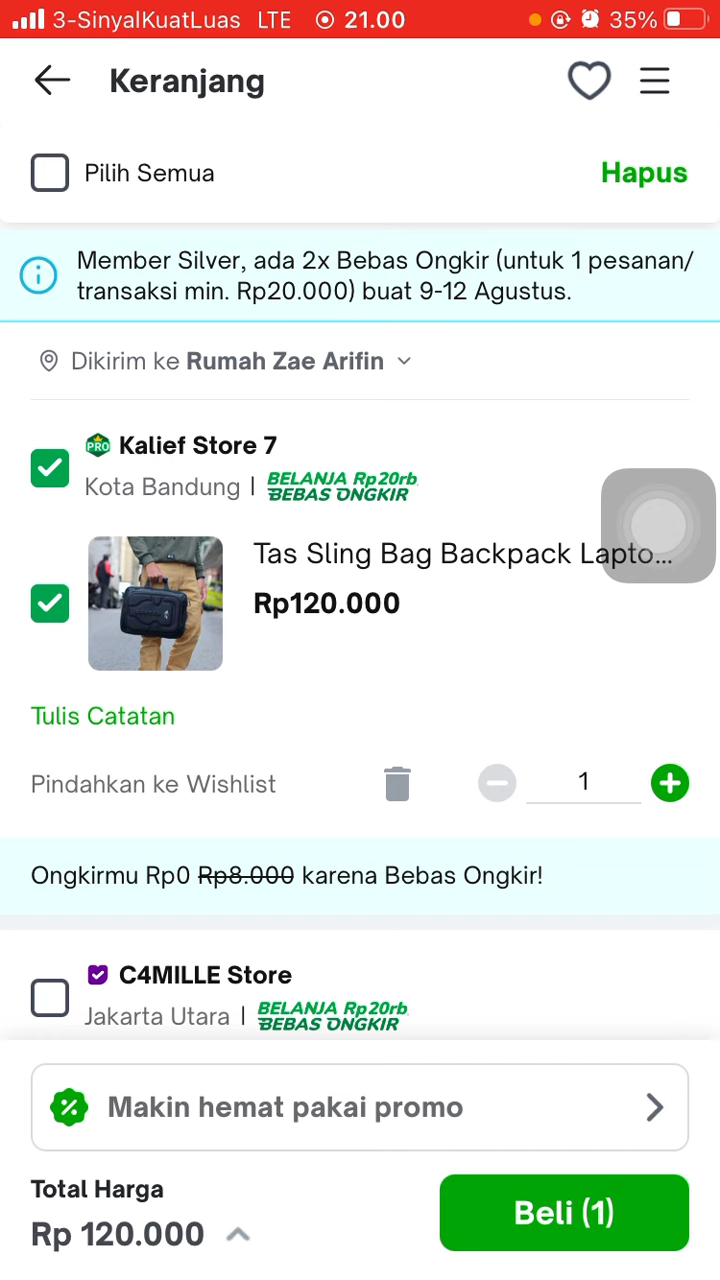 3-SinyalKuatLuas LTE 21.00 35%
Keranjang
Pilih Semua Hapus
Member Silver, ada 2x Bebas Ongkir (untuk 1 pesanan/
transaksi min. Rp20.000) buat 9-12 Agustus.
Dikirim ke Rumah Zae Arifin
PRO Kalief Store 7
Kota Bandung | BELANJA Rp20rb
BEBAS ONGKIR
Tas Sling Bag Backpack Lapto...
Rp120.000
Tulis Catatan
Pindahkan ke Wishlist 1
Ongkirmu Rp0 Rp8.000 karena Bebas Ongkir!
C4MILLE Store
Jakarta Utara | BELANJA Rp20rb
BEBAS ONGKIR
Makin hemat pakai promo
Total Harga
Rp 120.000
Beli (1)